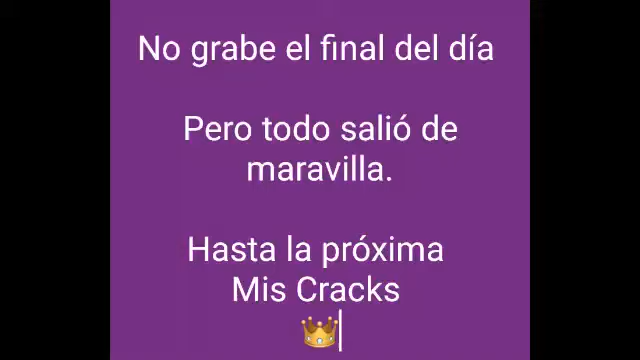 No grabe el final del día
Pero todo salió de
maravilla.
Hasta la próxima
Mis Cracks
👑